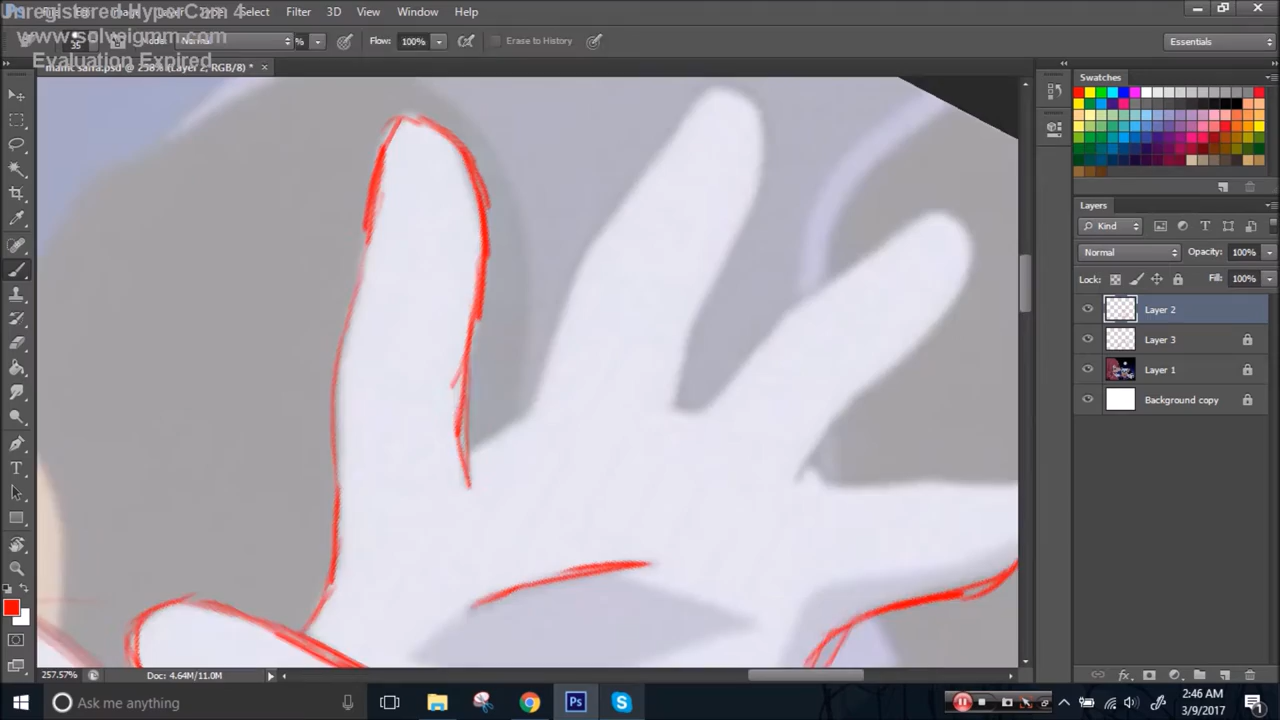 Unregistered HyperCam 4
www.solveigmm.com
Evaluation Expired
Select Filter 3D View Window Help
Normal % Flow: 100% Erase to History Essentials
35
mamc sarra.psd @ 258% (Layer 2, RGB/8) *
Swatches
Layers
Kind
Normal Opacity: 100%
Lock: Fill: 100%
Layer 2
Layer 3
Layer 1
Background copy
257.57% Doc: 4.64M/11.0M
Ask me anything
2:46 AM
3/9/2017